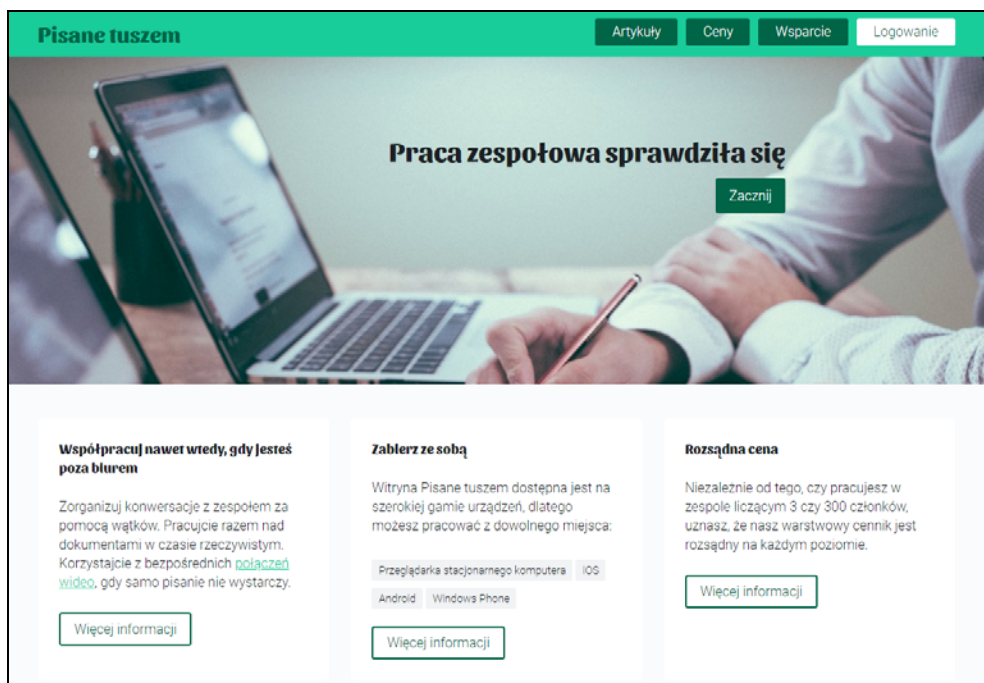 Pisane tuszem
Artykuły Ceny Wsparcie Logowanie
Praca zespołowa sprawdziła się
Zacznij
Współpracuj nawet wtedy, gdy jesteś
poza biurem
Zorganizuj konwersacje z zespołem za
pomocą wątków. Pracujcie razem nad
dokumentami w czasie rzeczywistym.
Korzystajcie z bezpośrednich połączeń
wideo, gdy samo pisanie nie wystarczy.
Więcej informacji
Zabierz ze sobą
Witryna Pisane tuszem dostępna jest na
szerokiej gamie urządzeń, dlatego
możesz pracować z dowolnego miejsca:
Przeglądarka stacjonarnego komputera iOS
Android Windows Phone
Więcej informacji
Rozsądna cena
Niezależnie od tego, czy pracujesz w
zespole liczącym 3 czy 300 członków,
uznasz, że nasz warstwowy cennik jest
rozsądny na każdym poziomie.
Więcej informacji